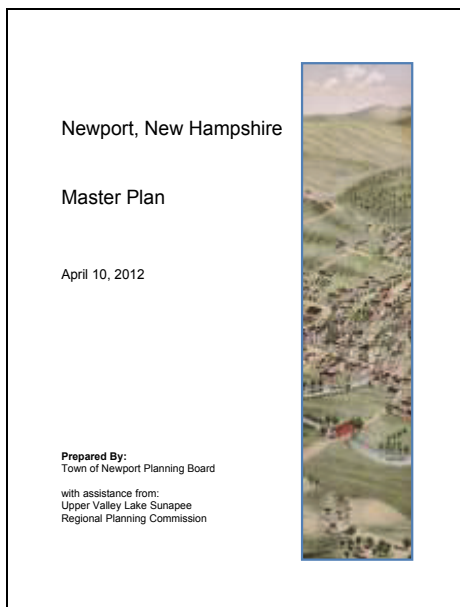 Newport, New Hampshire
Master Plan
April 10, 2012
Prepared By:
Town of Newport Planning Board
with assistance from:
Upper Valley Lake Sunapee
Regional Planning Commission